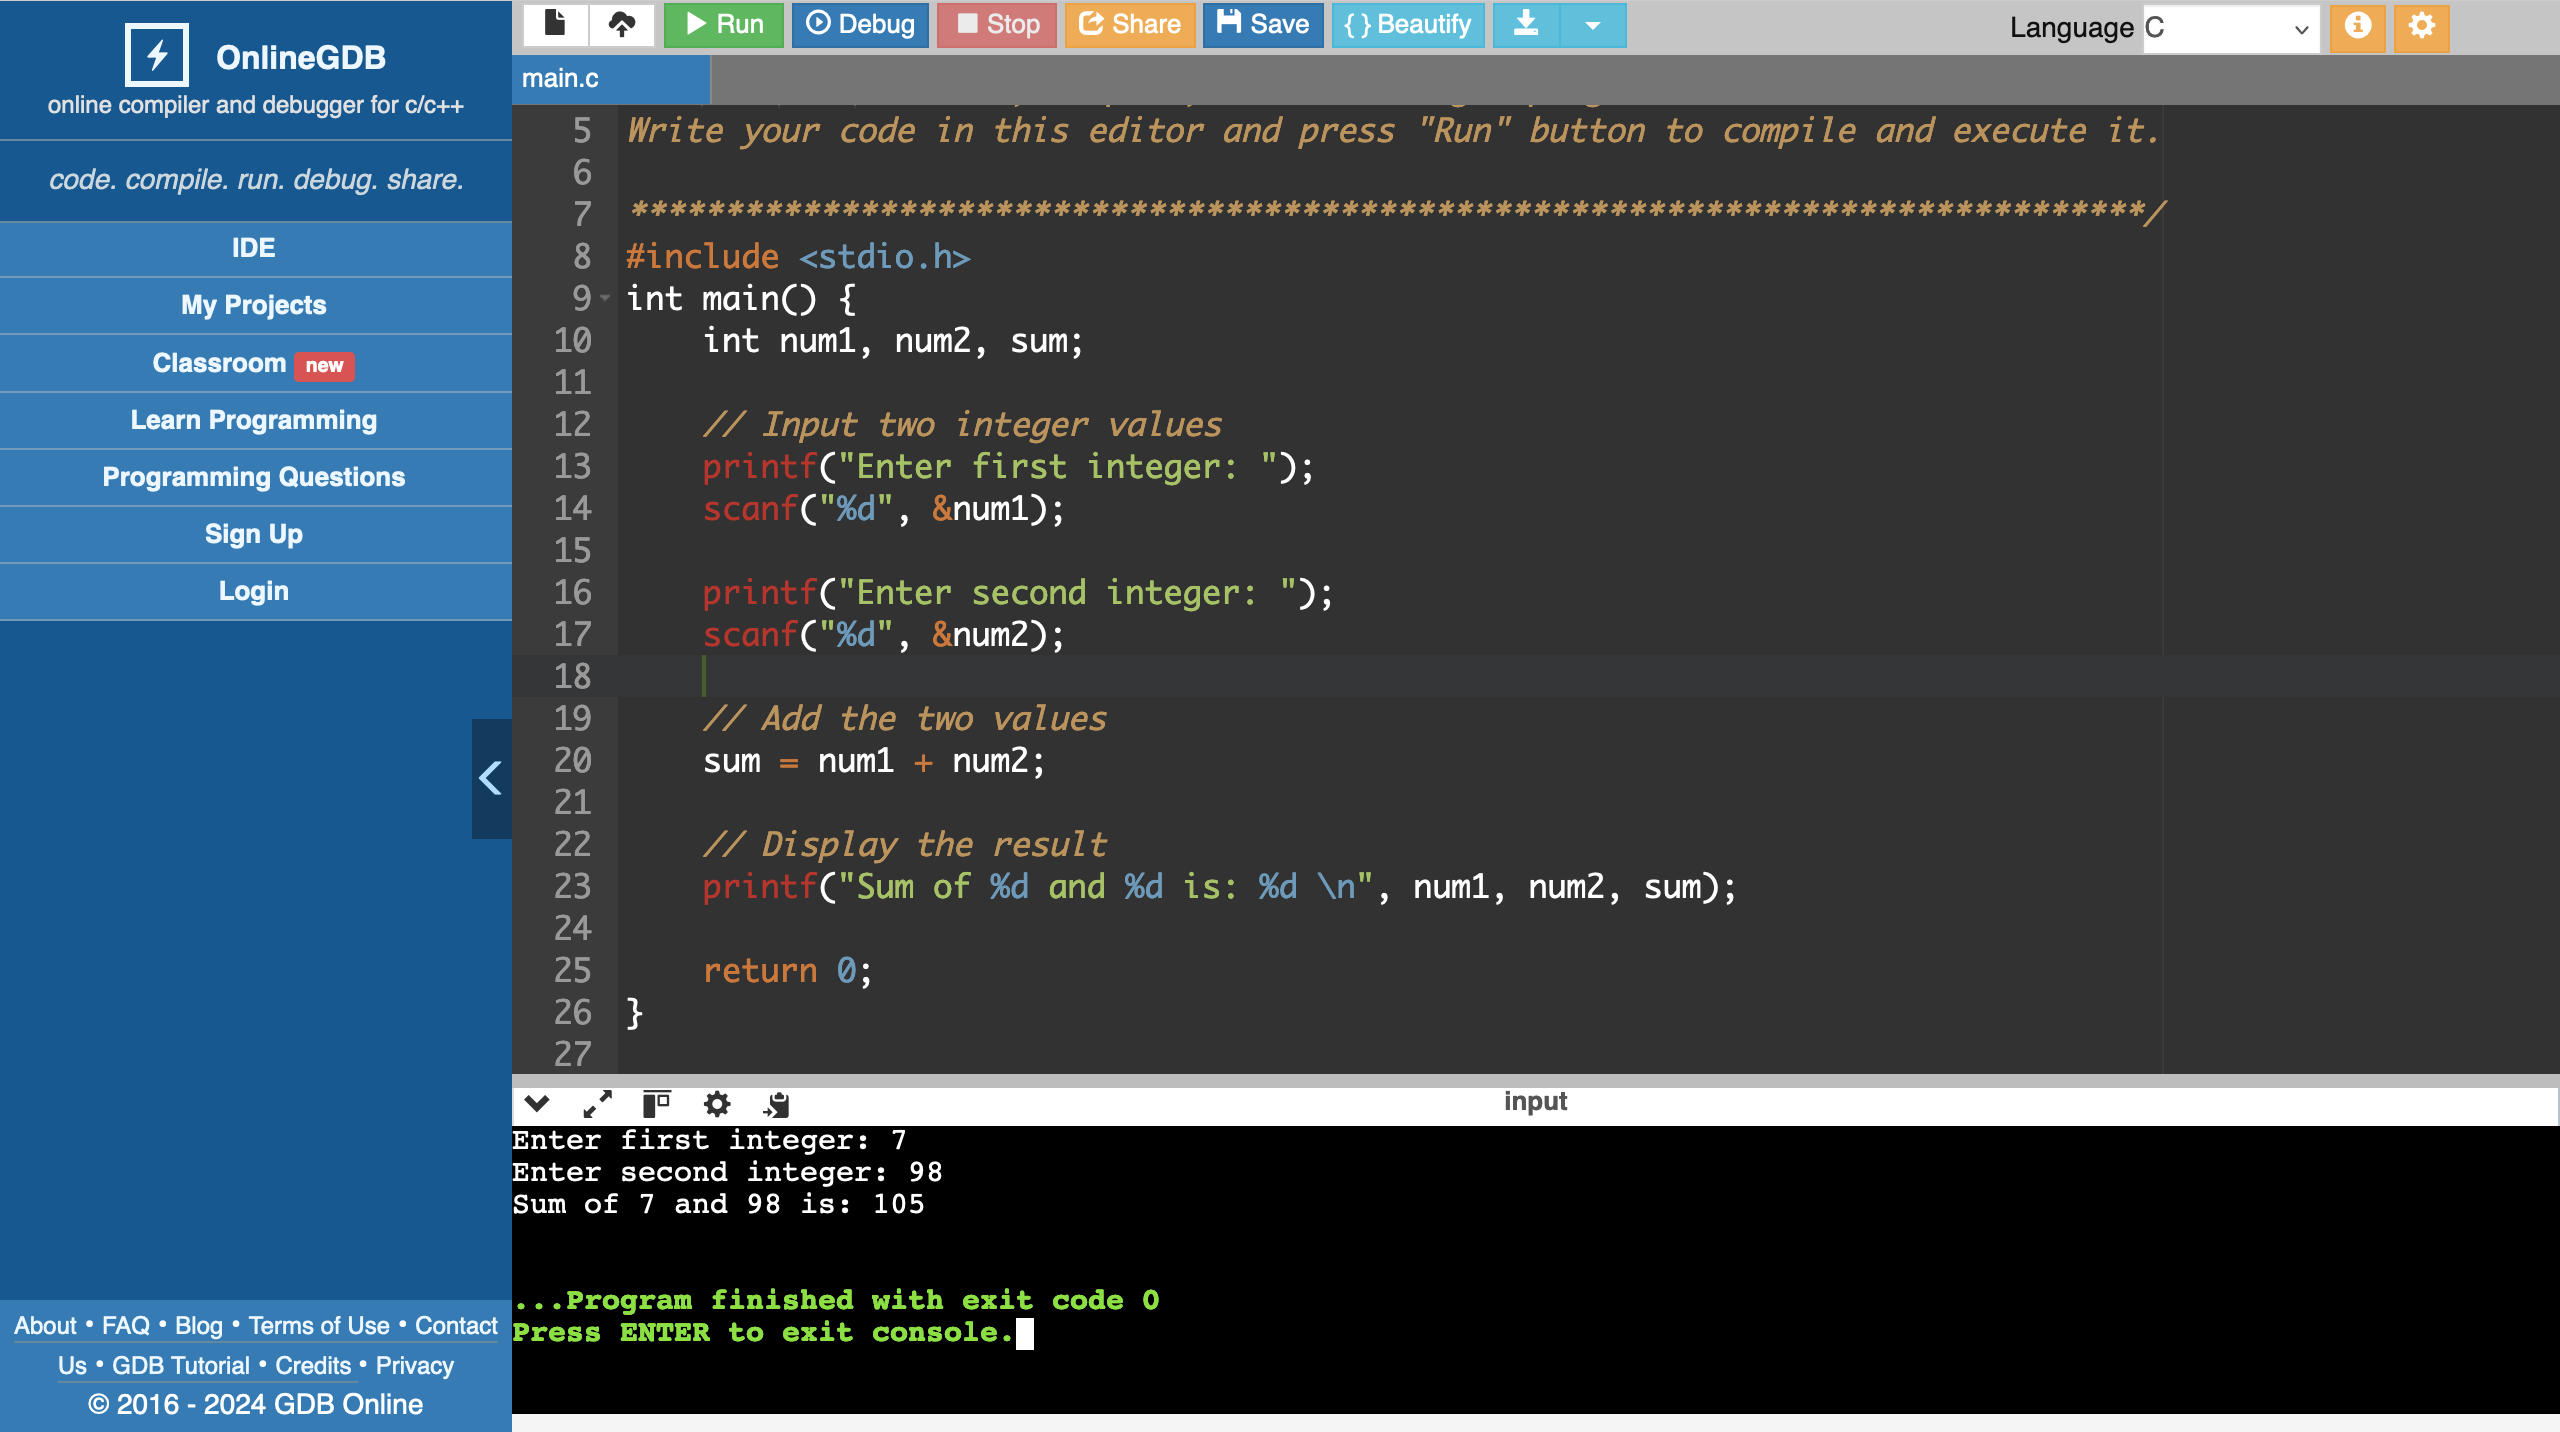 OnlineGDB
online compiler and debugger for c/c++
code. compile. run. debug. share.
IDE
My Projects
Classroom new
Learn Programming
Programming Questions
Sign Up
Login
About • FAQ • Blog • Terms of Use • Contact
Us • GDB Tutorial • Credits • Privacy
© 2016 - 2024 GDB Online
Run Debug Stop Share Save {} Beautify
Language C
main.c
5 Write your code in this editor and press "Run" button to compile and execute it.
6
7 *******************************************************************************/
8 #include <stdio.h>
9 int main() {
10     int num1, num2, sum;
11
12     // Input two integer values
13     printf("Enter first integer: ");
14     scanf("%d", &num1);
15
16     printf("Enter second integer: ");
17     scanf("%d", &num2);
18
19     // Add the two values
20     sum = num1 + num2;
21
22     // Display the result
23     printf("Sum of %d and %d is: %d \n", num1, num2, sum);
24
25     return 0;
26 }
27
input
Enter first integer: 7
Enter second integer: 98
Sum of 7 and 98 is: 105
...Program finished with exit code 0
Press ENTER to exit console.